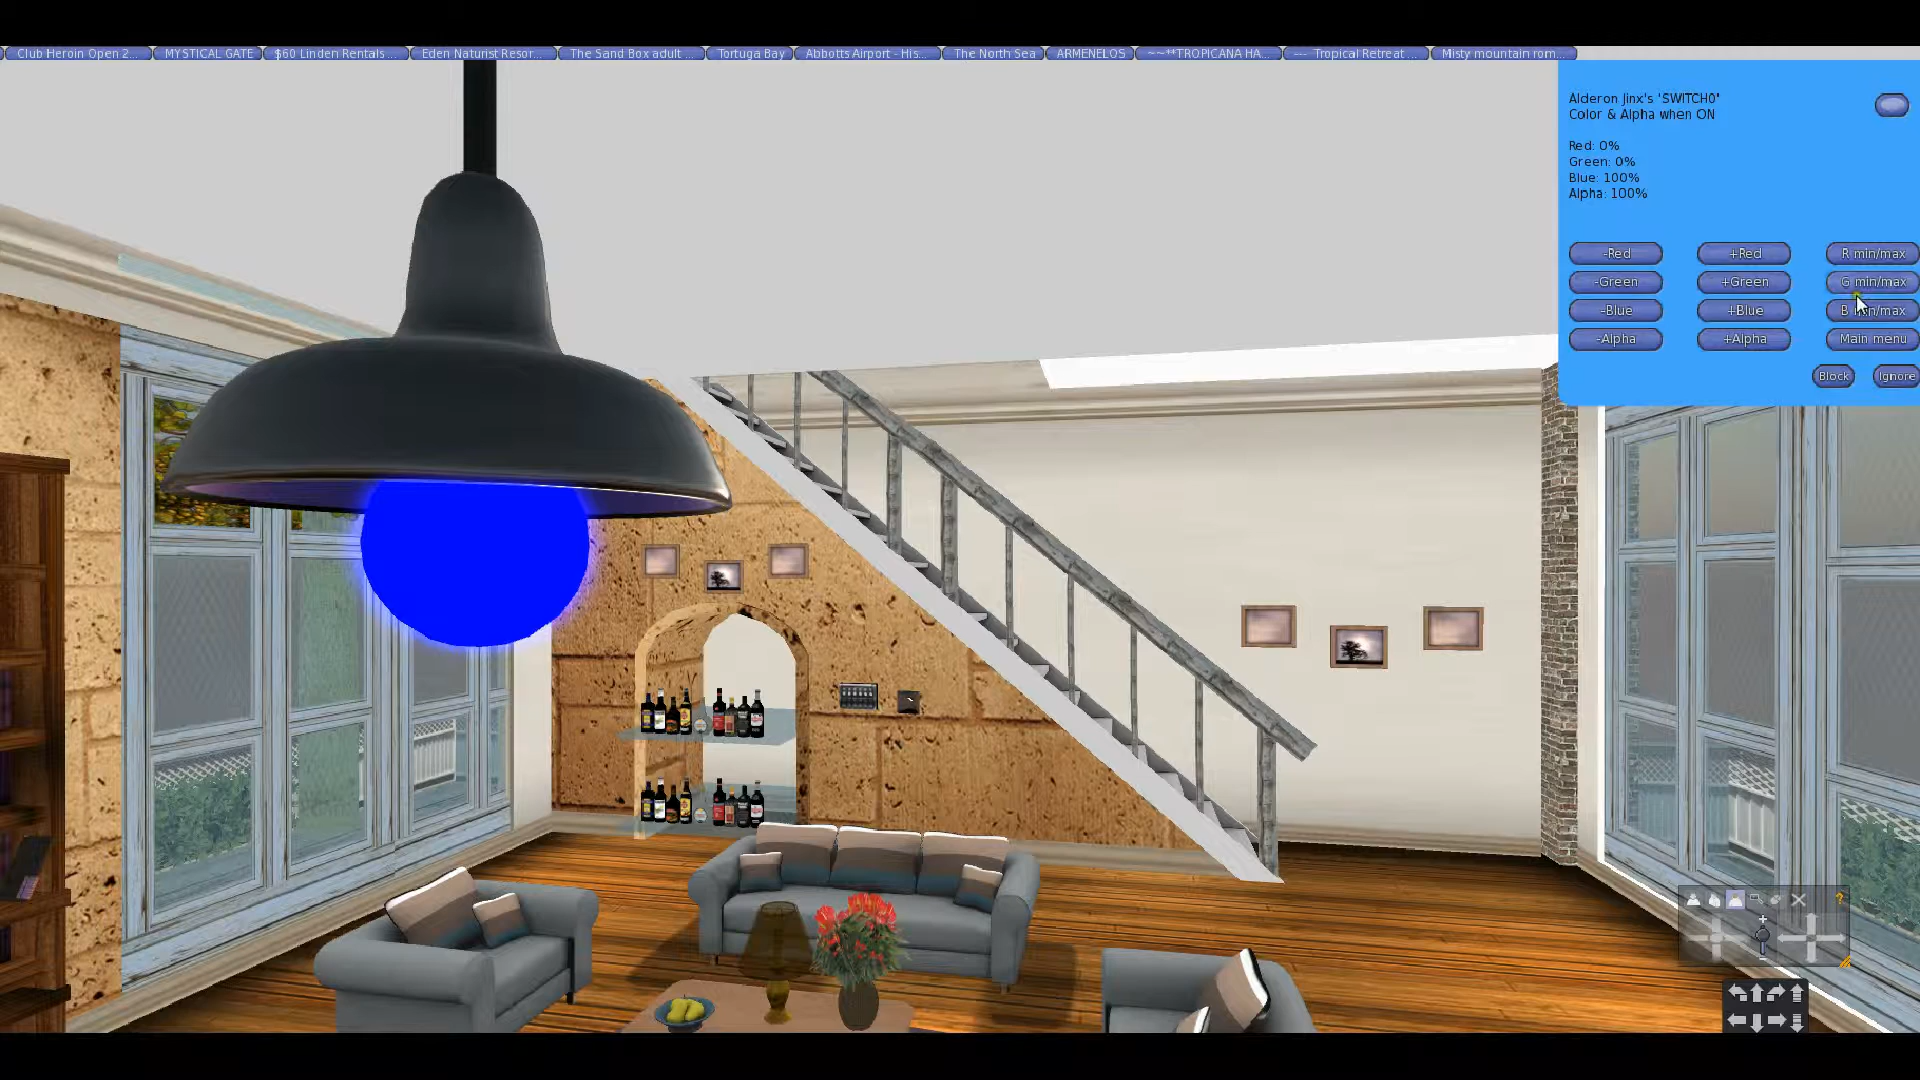 Club Heroin Open 2...
MYSTICAL GATE
$60 Linden Rentals ...
Eden Naturist Resor...
The Sand Box adult ...
Tortuga Bay
Abbotts Airport - His...
The North Sea
ARMENELOS
~~**TROPICANA HA...
--- Tropical Retreat ...
Misty mountain rom...
Alderon Jinx's 'SWITCH0'
Color & Alpha when ON
Red: 0%
Green: 0%
Blue: 100%
Alpha: 100%
-Red +Red R min/max
-Green +Green G min/max
-Blue +Blue B min/max
-Alpha +Alpha Main menu
Block Ignore
?